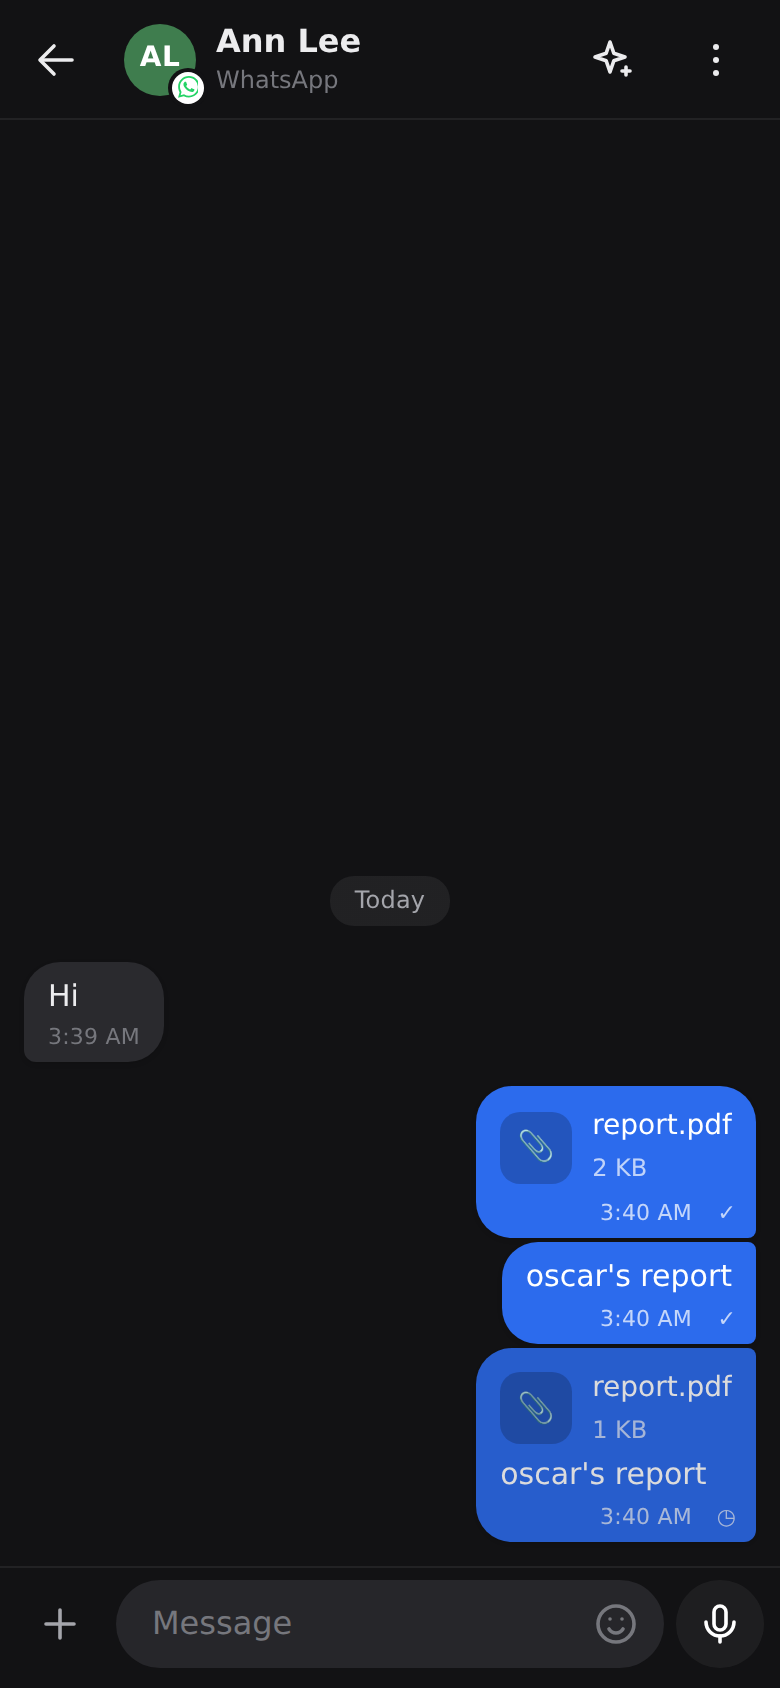 AL
Ann Lee
WhatsApp
Today
Hi
3:39 AM
report.pdf
2 KB
3:40 AM
oscar's report
3:40 AM
report.pdf
1 KB
oscar's report
3:40 AM
Message